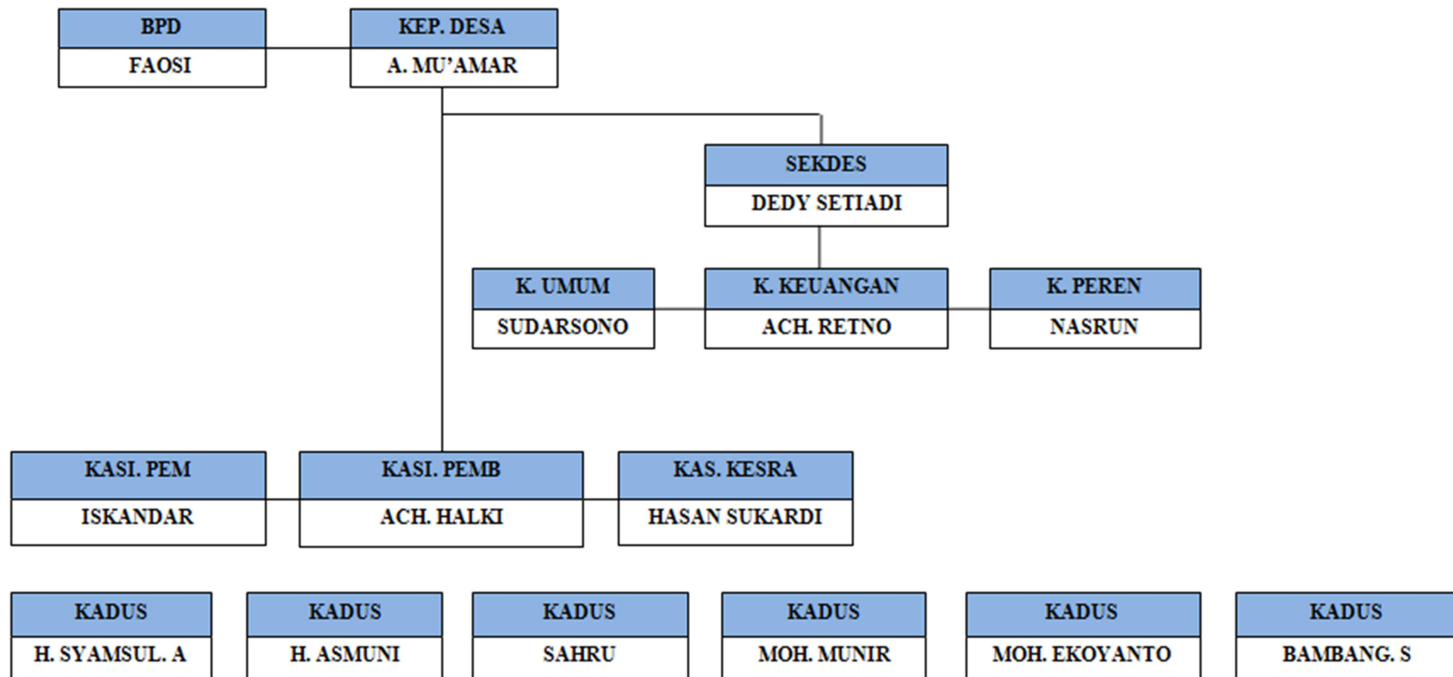 BPD
FAOSI
KEP. DESA
A. MU’AMAR
SEKDES
DEDY SETIADI
K. UMUM
SUDARSONO
K. KEUANGAN
ACH. RETNO
K. PEREN
NASRUN
KASI. PEM
ISKANDAR
KASI. PEMB
ACH. HALKI
KAS. KESRA
HASAN SUKARDI
KADUS
H. SYAMSUL. A
KADUS
H. ASMUNI
KADUS
SAHRU
KADUS
MOH. MUNIR
KADUS
MOH. EKOYANTO
KADUS
BAMBANG. S